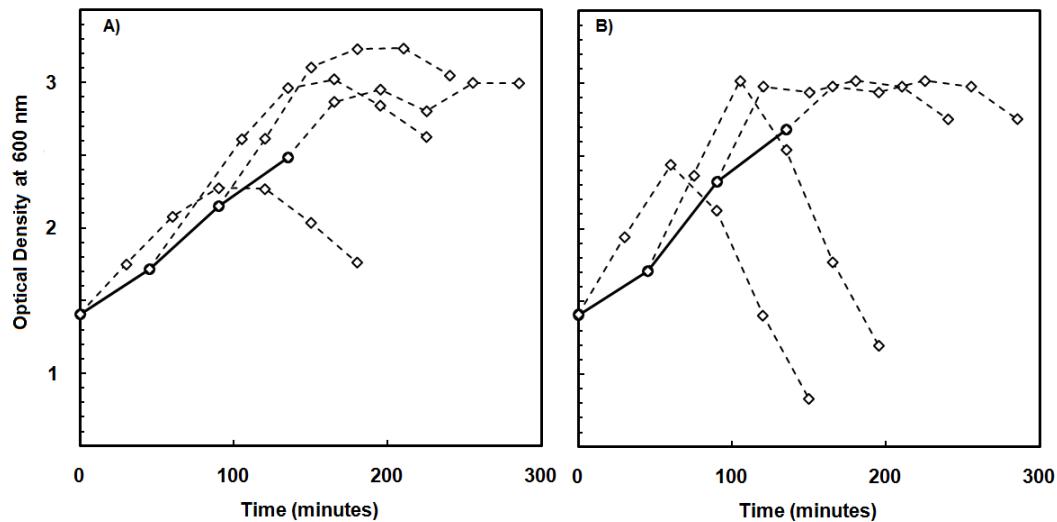 A)
B)
Optical Density at 600 nm
3
2
1
0
100
200
300
0
100
200
300
Time (minutes)
Time (minutes)